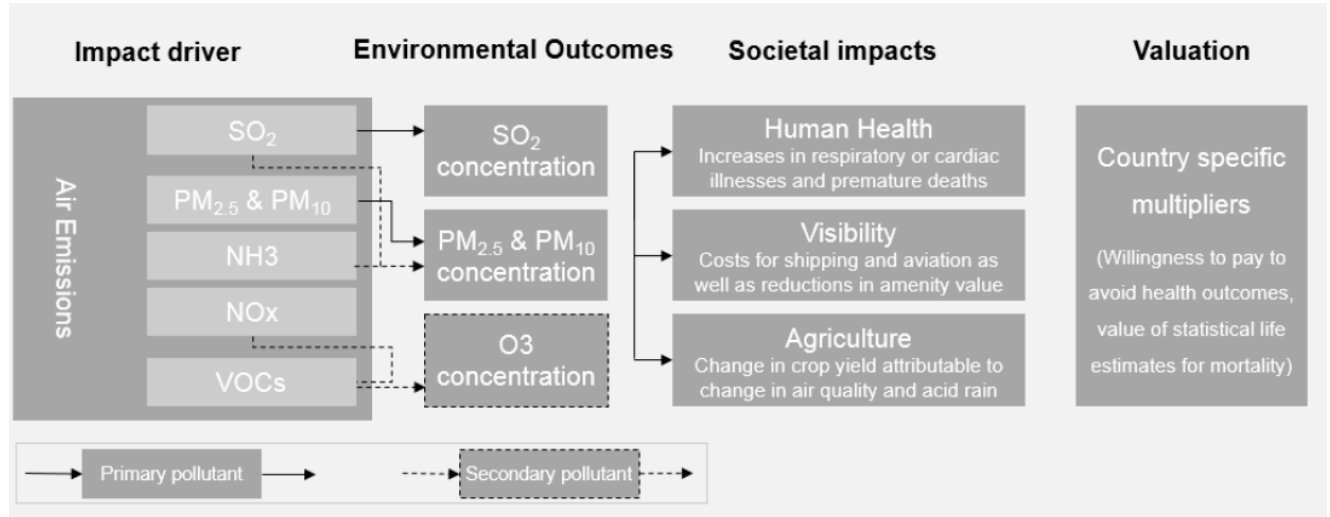 Impact driver
Environmental Outcomes
Societal impacts
Valuation
Air Emissions
SO₂
PM₂.₅ & PM₁₀
NH3
NOx
VOCs
SO₂
concentration
PM₂.₅ & PM₁₀
concentration
O3
concentration
Human Health
Increases in respiratory or cardiac
illnesses and premature deaths
Visibility
Costs for shipping and aviation as
well as reductions in amenity value
Agriculture
Change in crop yield attributable to
change in air quality and acid rain
Country specific
multipliers
(Willingness to pay to
avoid health outcomes,
value of statistical life
estimates for mortality)
Primary pollutant
Secondary pollutant